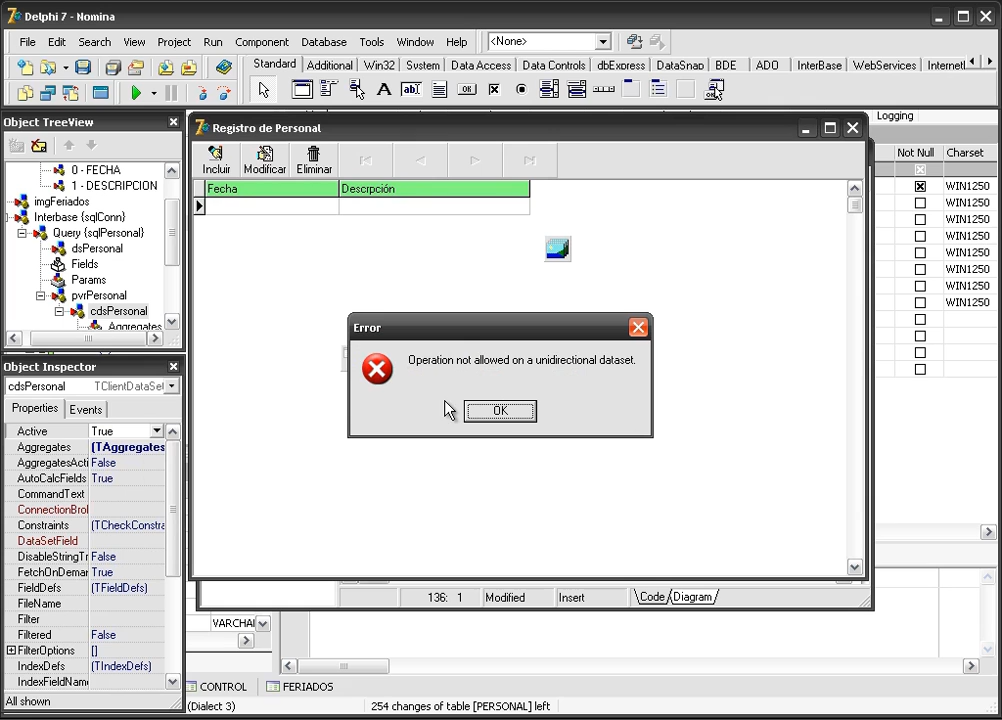 Delphi 7 - Nomina
File Edit Search View Project Run Component Database Tools Window Help <None>
Standard Additional Win32 System Data Access Data Controls dbExpress DataSnap BDE ADO InterBase WebServices InternetE
Object TreeView
0 - FECHA
1 - DESCRIPCION
imgFeriados
Interbase {sqlConn}
Query {sqlPersonal}
dsPersonal
Fields
Params
pvrPersonal
cdsPersonal
Aggregates
Object Inspector
cdsPersonal TClientDataSet
Properties Events
Active True
Aggregates (TAggregates
AggregatesActi False
AutoCalcFields True
CommandText
ConnectionBrol
Constraints (TCheckConstra
DataSetField
DisableStringTr False
FetchOnDeman True
FieldDefs (TFieldDefs)
FileName
Filter
Filtered False
FilterOptions []
IndexDefs (TIndexDefs)
IndexFieldName
All shown
Registro de Personal
Incluir Modificar Eliminar
Fecha Descrpción
Error
Operation not allowed on a unidirectional dataset.
OK
136: 1 Modified Insert Code Diagram
Logging
Not Null Charset
WIN1250
WIN1250
WIN1250
WIN1250
WIN1250
WIN1250
WIN1250
WIN1250
VARCHAR
CONTROL FERIADOS
(Dialect 3) 254 changes of table [PERSONAL] left